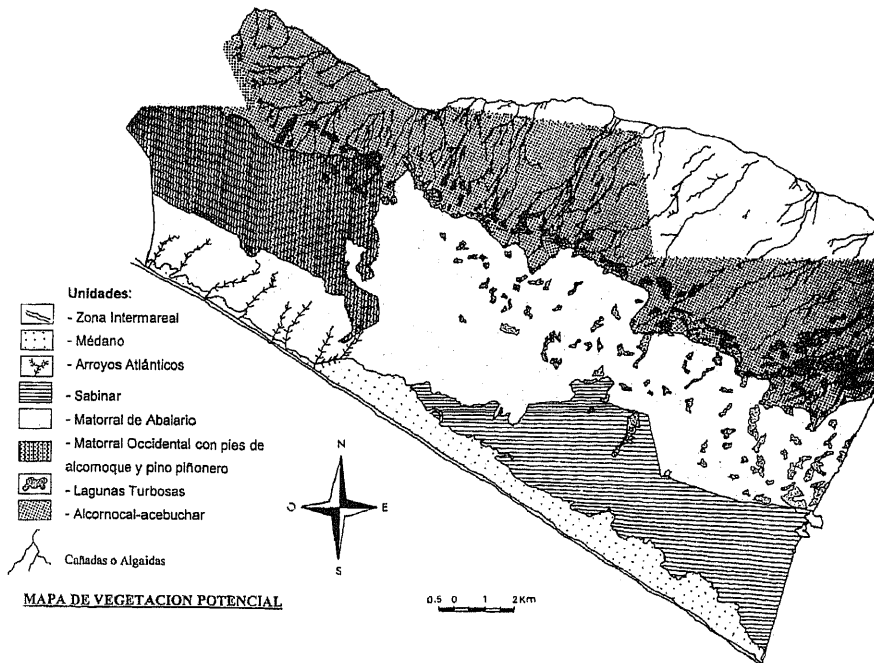 Unidades:
- Zona Intermareal
- Médano
- Arroyos Atlánticos
- Sabinar
- Matorral de Abalario
- Matorral Occidental con pies de
alcornoque y pino piñonero
- Lagunas Turbosas
- Alcornocal-acebuchar
Cañadas o Algaidas
N
O
E
S
0.5 0 1 2Km
MAPA DE VEGETACION POTENCIAL